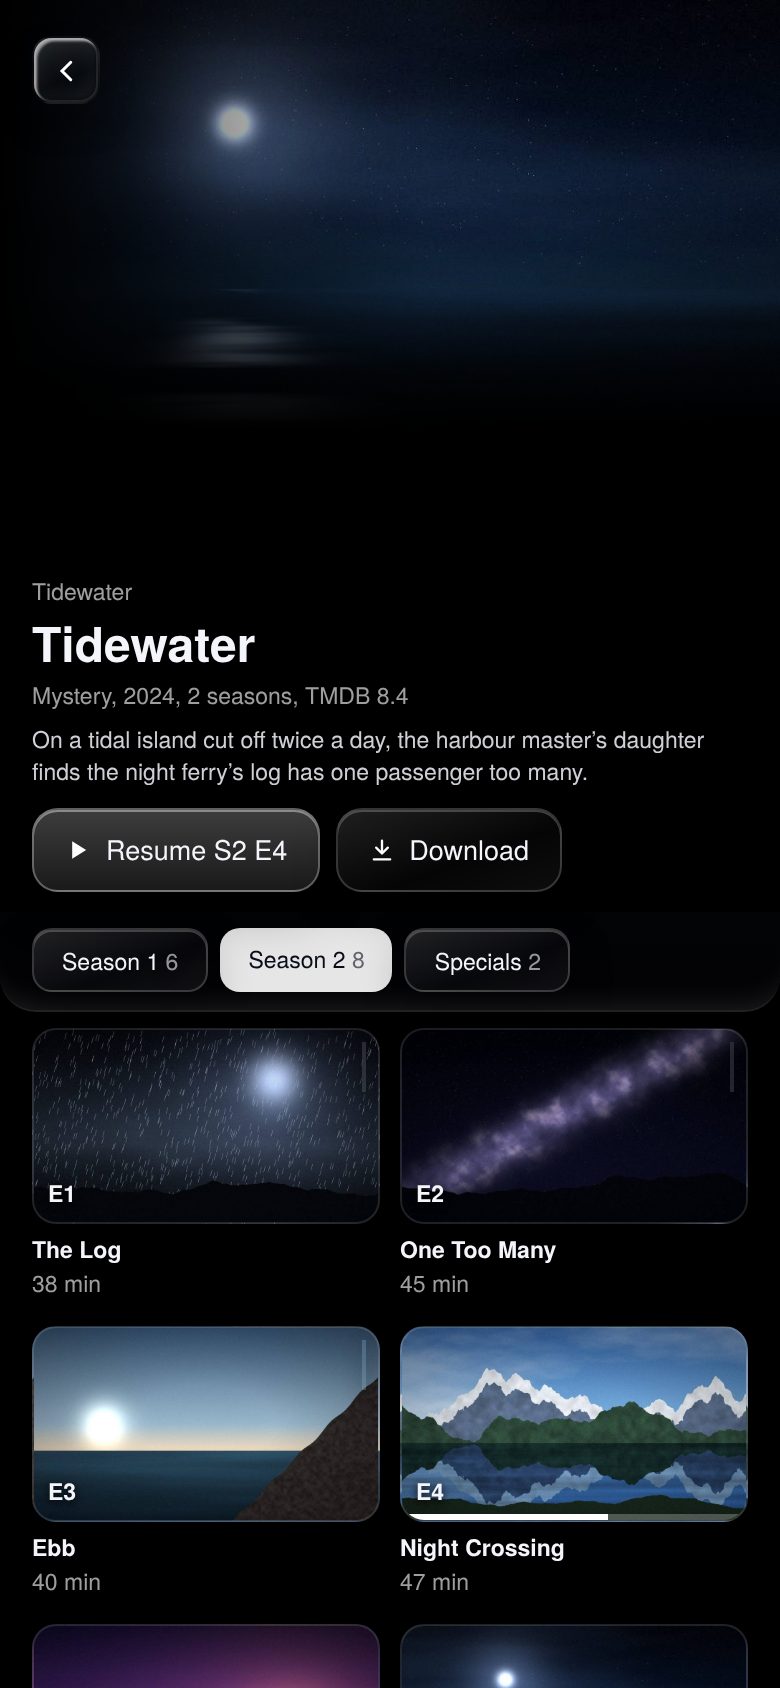 Tidewater
Tidewater
Mystery, 2024, 2 seasons, TMDB 8.4
On a tidal island cut off twice a day, the harbour master’s daughter
finds the night ferry’s log has one passenger too many.
Resume S2 E4
Download
Season 1 6
Season 2 8
Specials 2
E1
E2
The Log
One Too Many
38 min
45 min
E3
E4
Ebb
Night Crossing
40 min
47 min